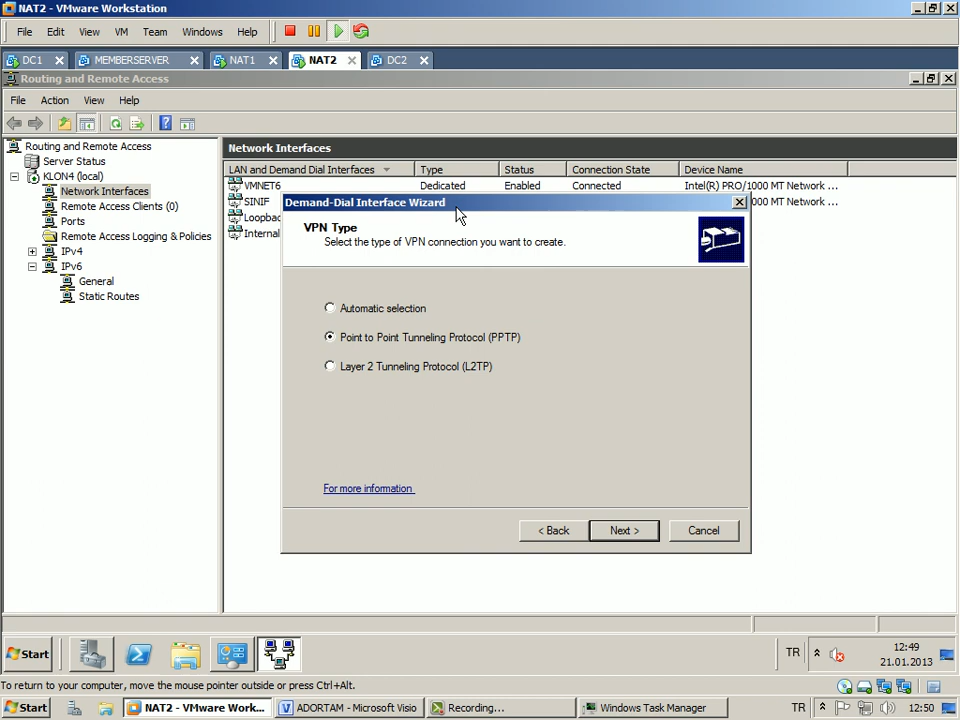 NAT2 - VMware Workstation
File Edit View VM Team Windows Help
DC1 MEMBERSERVER NAT1 NAT2 DC2
Routing and Remote Access
File Action View Help
Routing and Remote Access
Server Status
KLON4 (local)
Network Interfaces
Remote Access Clients (0)
Ports
Remote Access Logging & Policies
IPv4
IPv6
General
Static Routes
Network Interfaces
LAN and Demand Dial Interfaces Type Status Connection State Device Name
VMNET6 Dedicated Enabled Connected Intel(R) PRO/1000 MT Network ...
SINIF 000 MT Network ...
Loopbac
Internal
Demand-Dial Interface Wizard
VPN Type
Select the type of VPN connection you want to create.
Automatic selection
Point to Point Tunneling Protocol (PPTP)
Layer 2 Tunneling Protocol (L2TP)
For more information
< Back Next > Cancel
Start TR 12:49
21.01.2013
To return to your computer, move the mouse pointer outside or press Ctrl+Alt.
Start NAT2 - VMware Work... ADORTAM - Microsoft Visio Recording... Windows Task Manager TR 12:50